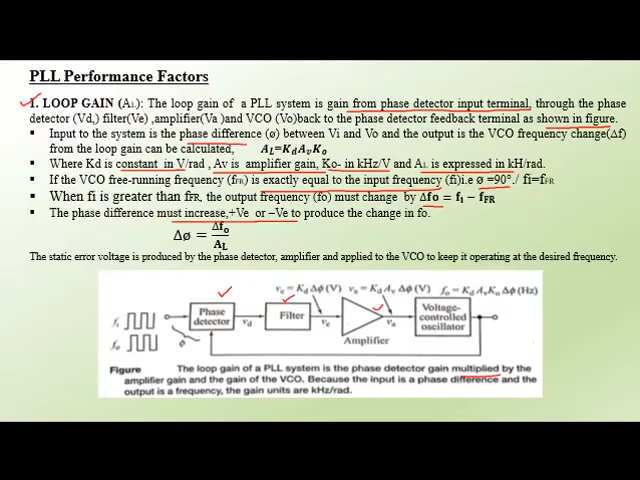 PLL Performance Factors
1. LOOP GAIN (AL): The loop gain of a PLL system is gain from phase detector input terminal, through the phase
detector (Vd,) filter(Ve) ,amplifier(Va )and VCO (Vo)back to the phase detector feedback terminal as shown in figure.
▪ Input to the system is the phase difference (ø) between Vi and Vo and the output is the VCO frequency change(Δf)
from the loop gain can be calculated, AL=KdAvKo
▪ Where Kd is constant in V/rad , Av is amplifier gain, Ko- in kHz/V and AL is expressed in kH/rad.
▪ If the VCO free-running frequency (fFR) is exactly equal to the input frequency (fi)i.e ø =90°./ fi=fFR
▪ When fi is greater than fFR, the output frequency (fo) must change by Δfo = fi − fFR
▪ The phase difference must increase,+Ve or –Ve to produce the change in fo.
Δø = Δfo / AL
The static error voltage is produced by the phase detector, amplifier and applied to the VCO to keep it operating at the desired frequency.
ve = Kd Δϕ (V) va = Kd Av Δϕ (V) fo = Kd Av Ko Δϕ (Hz)
fi Phase detector vd Filter ve va Voltage-controlled oscillator
fo ϕ
Amplifier
Figure The loop gain of a PLL system is the phase detector gain multiplied by the
amplifier gain and the gain of the VCO. Because the input is a phase difference and the
output is a frequency, the gain units are kHz/rad.